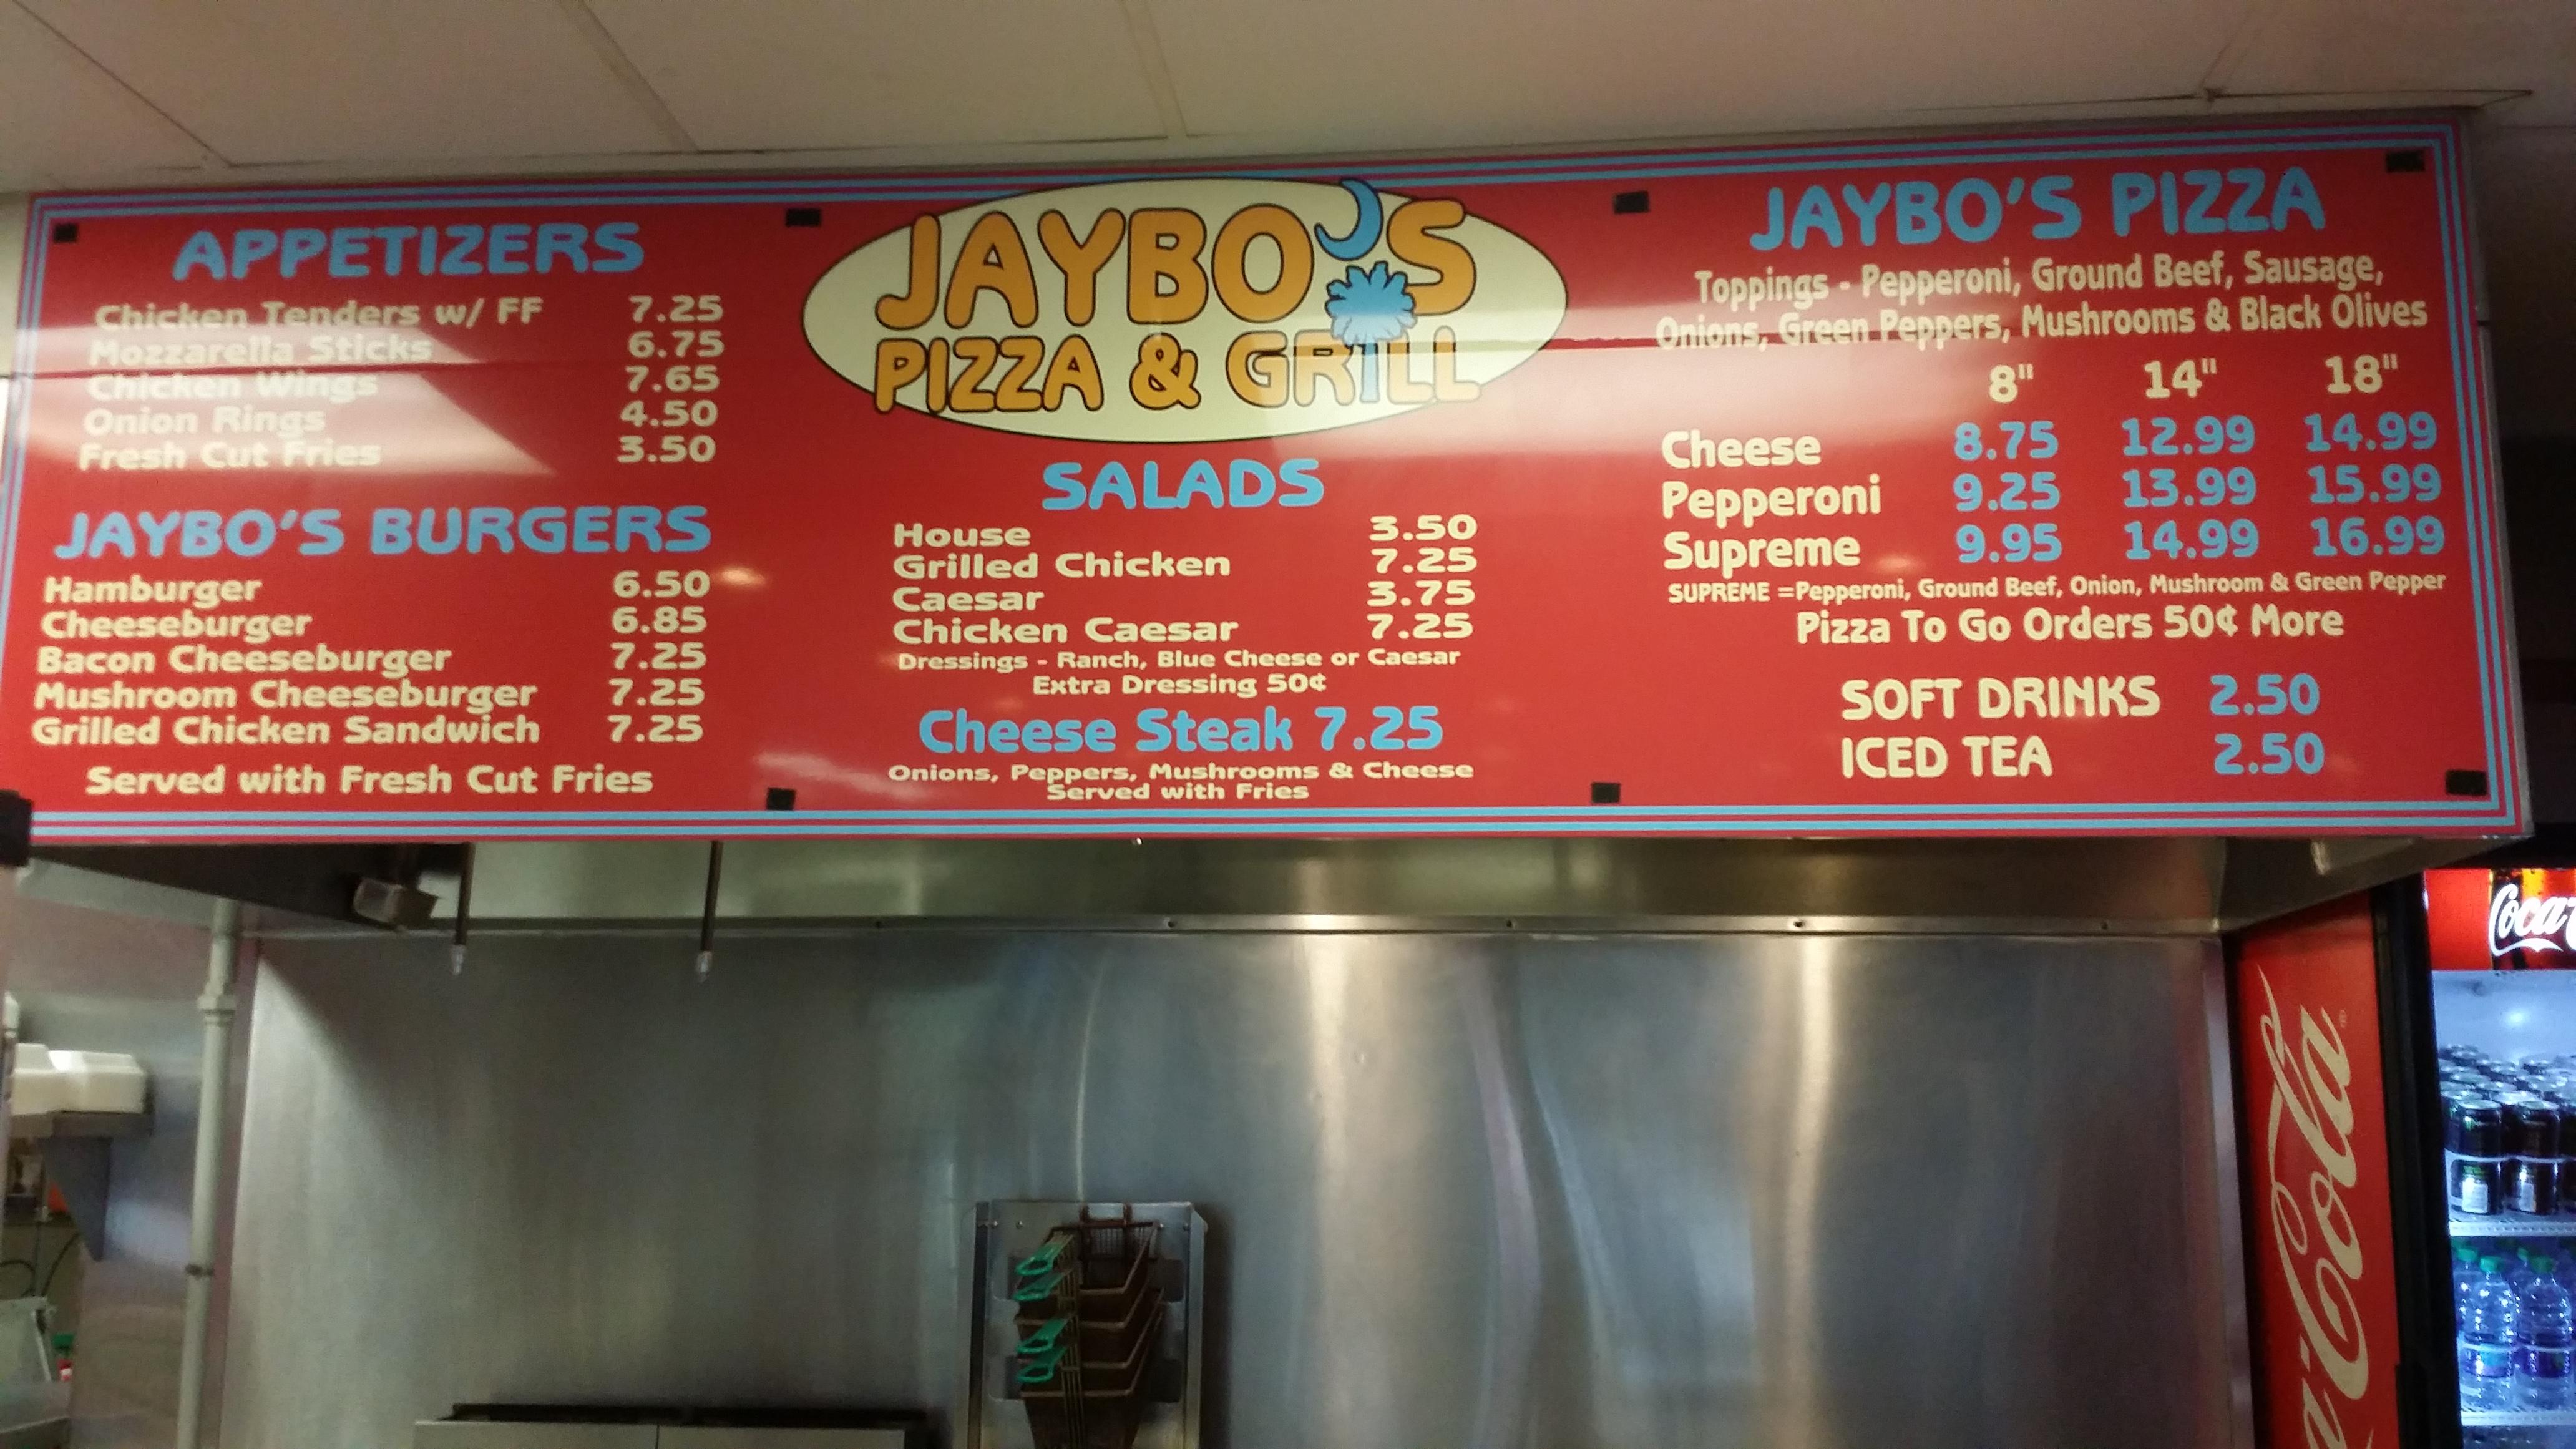 APPETIZERS
Chicken Tenders w/ FF 7.25
Mozzarella Sticks 6.75
Chicken Wings 7.65
Onion Rings 4.50
Fresh Cut Fries 3.50
JAYBO'S BURGERS
Hamburger 6.50
Cheeseburger 6.85
Bacon Cheeseburger 7.25
Mushroom Cheeseburger 7.25
Grilled Chicken Sandwich 7.25
Served with Fresh Cut Fries
JAYBO'S
PIZZA & GRILL
SALADS
House 3.50
Grilled Chicken 7.25
Caesar 3.75
Chicken Caesar 7.25
Dressings - Ranch, Blue Cheese or Caesar
Extra Dressing 50¢
Cheese Steak 7.25
Onions, Peppers, Mushrooms & Cheese
Served with Fries
JAYBO'S PIZZA
Toppings - Pepperoni, Ground Beef, Sausage,
Onions, Green Peppers, Mushrooms & Black Olives
8" 14" 18"
Cheese 8.75 12.99 14.99
Pepperoni 9.25 13.99 15.99
Supreme 9.95 14.99 16.99
SUPREME =Pepperoni, Ground Beef, Onion, Mushroom & Green Pepper
Pizza To Go Orders 50¢ More
SOFT DRINKS 2.50
ICED TEA 2.50
Coca-
a-Cola